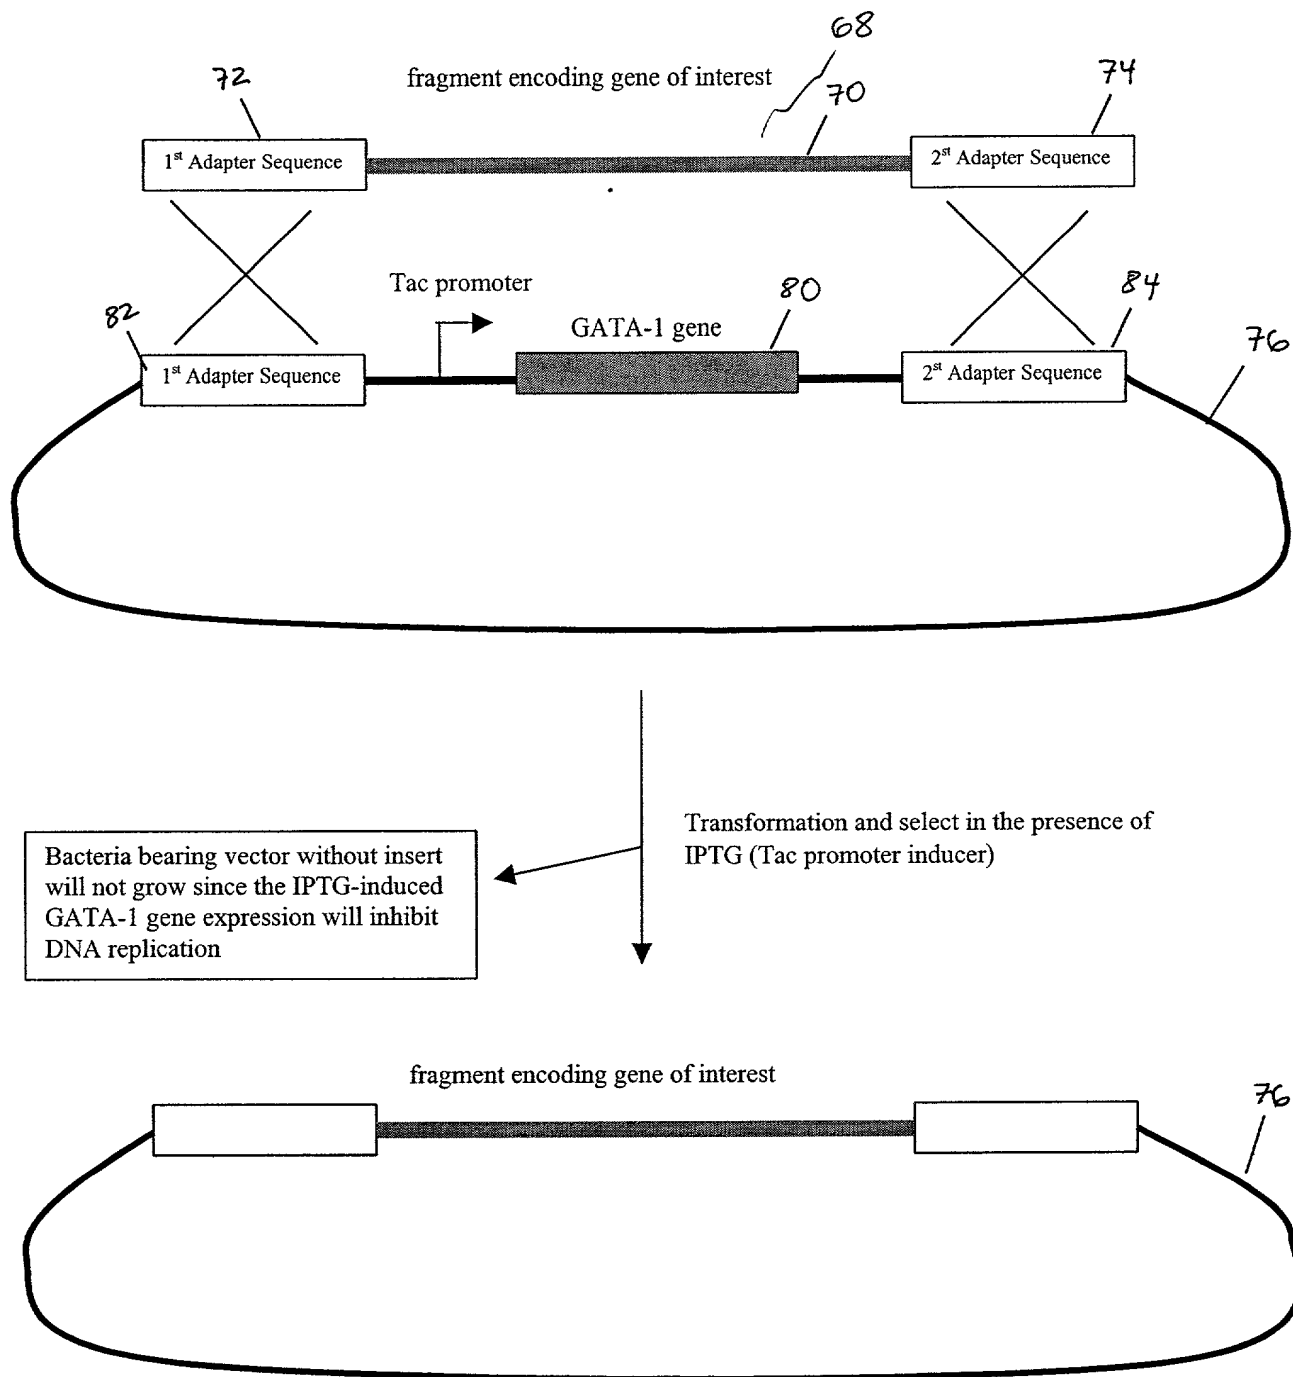 68
72
fragment encoding gene of interest
70
74
1st Adapter Sequence
2st Adapter Sequence
Tac promoter
80
84
82
GATA-1 gene
76
1st Adapter Sequence
2st Adapter Sequence
Transformation and select in the presence of
IPTG (Tac promoter inducer)
Bacteria bearing vector without insert
will not grow since the IPTG-induced
GATA-1 gene expression will inhibit
DNA replication
fragment encoding gene of interest
76